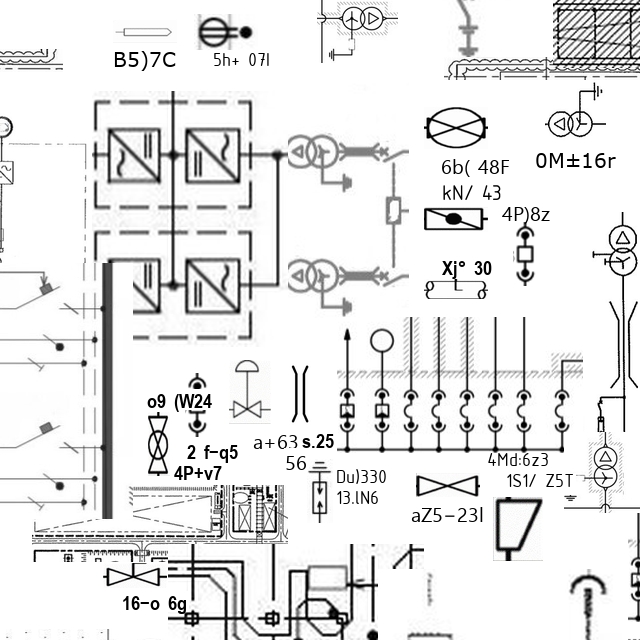 B5)7C
5h+ 07l
6b( 48F
kN/ 43
0M±16r
4P)8z
Xj° 30
o9 (W24
2 f-q5
4P+v7
a+63 s.25
56
Du)330
13.lN6
4Md:6z3
1S1/ Z5T
aZ5-23l
16-o 6g